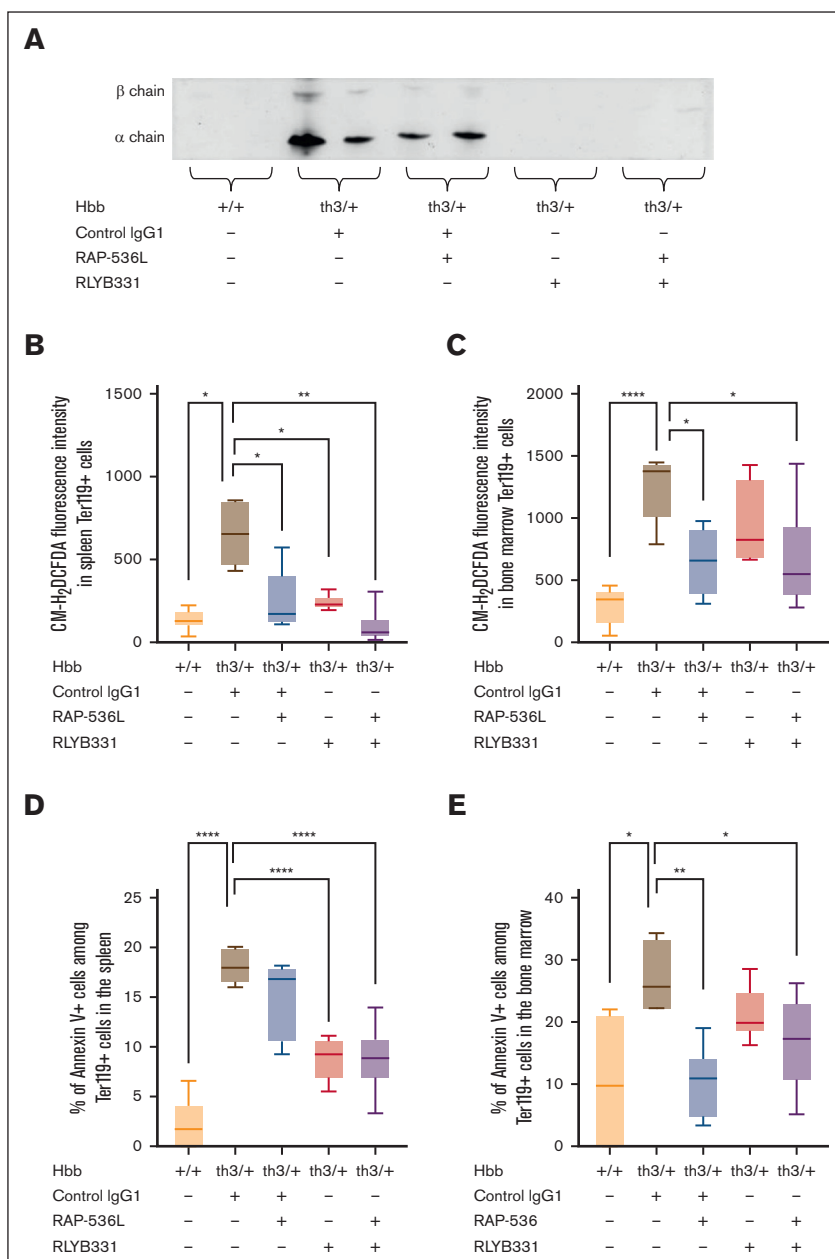 A
β chain
α chain
Hbb +/+ th3/+ th3/+ th3/+ th3/+
Control IgG1 – + + – –
RAP-536L – – + – +
RLYB331 – – – + +
B
CM-H₂DCFDA fluorescence intensity
in spleen Ter119+ cells
1500
1000
500
0
* ** * *
Hbb +/+ th3/+ th3/+ th3/+ th3/+
Control IgG1 – + + – –
RAP-536L – – + – +
RLYB331 – – – + +
C
CM-H₂DCFDA fluorescence intensity
in bone marrow Ter119+ cells
2000
1500
1000
500
0
**** * *
Hbb +/+ th3/+ th3/+ th3/+ th3/+
Control IgG1 – + + – –
RAP-536L – – + – +
RLYB331 – – – + +
D
% of Annexin V+ cells among
Ter119+ cells in the spleen
25
20
15
10
5
0
**** **** ****
Hbb +/+ th3/+ th3/+ th3/+ th3/+
Control IgG1 – + + – –
RAP-536L – – + – +
RLYB331 – – – + +
E
% of Annexin V+ cells among
Ter119+ cells in the bone marrow
40
30
20
10
0
* * **
Hbb +/+ th3/+ th3/+ th3/+ th3/+
Control IgG1 – + + – –
RAP-536 – – + – +
RLYB331 – – – + +